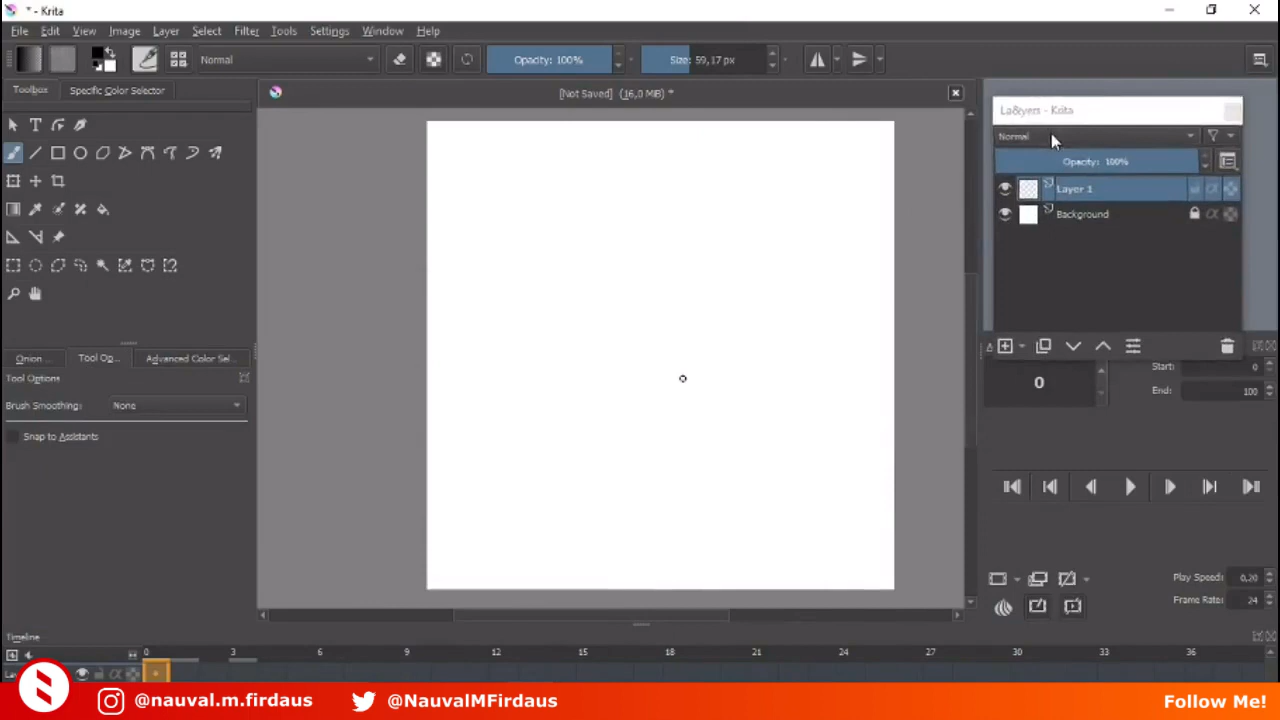 * - Krita
File Edit View Image Layer Select Filter Tools Settings Window Help
Normal Opacity: 100% Size: 59,17 px
Toolbox Specific Color Selector
[Not Saved] (16,0 MiB) *
La&yers - Krita
Normal
Opacity: 100%
Layer 1
Background
Onion ... Tool Op... Advanced Color Sel...
Tool Options
Brush Smoothing: None
Snap to Assistants
0
Start: 0
End: 100
Play Speed: 0,20
Frame Rate: 24
Timeline
0 3 6 9 12 15 18 21 24 27 30 33 36
@nauval.m.firdaus @NauvalMFirdaus Follow Me!